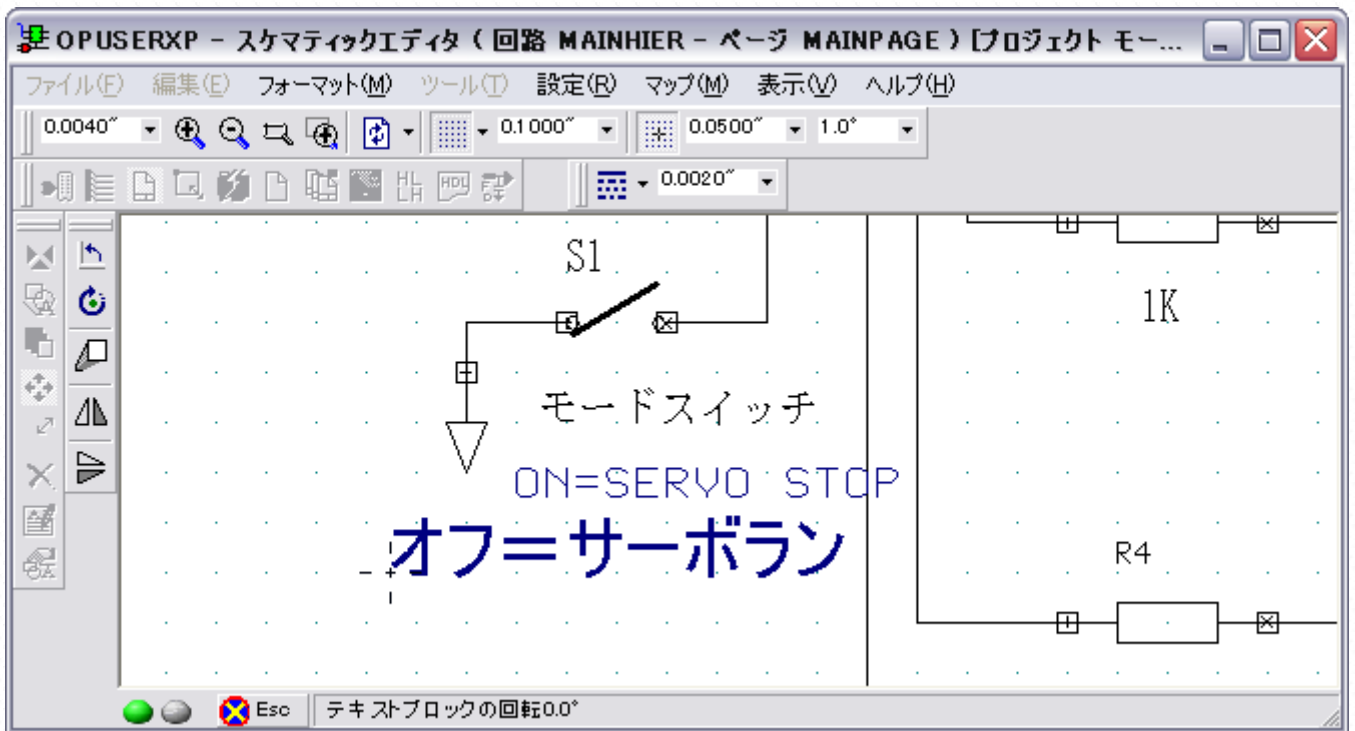 OPUSERXP - スケマティックエディタ ( 回路 MAINHIER - ページ MAINPAGE ) [プロジェクト モー...
ファイル(F) 編集(E) フォーマット(M) ツール(T) 設定(R) マップ(M) 表示(V) ヘルプ(H)
0.0040" 0.1000" 0.0500" 1.0°
HL LH HDL 0.0020"
S1
1K
モードスイッチ
ON=SERVO STOP
オフ=サーボラン
R4
Esc テキストブロックの回転0.0°